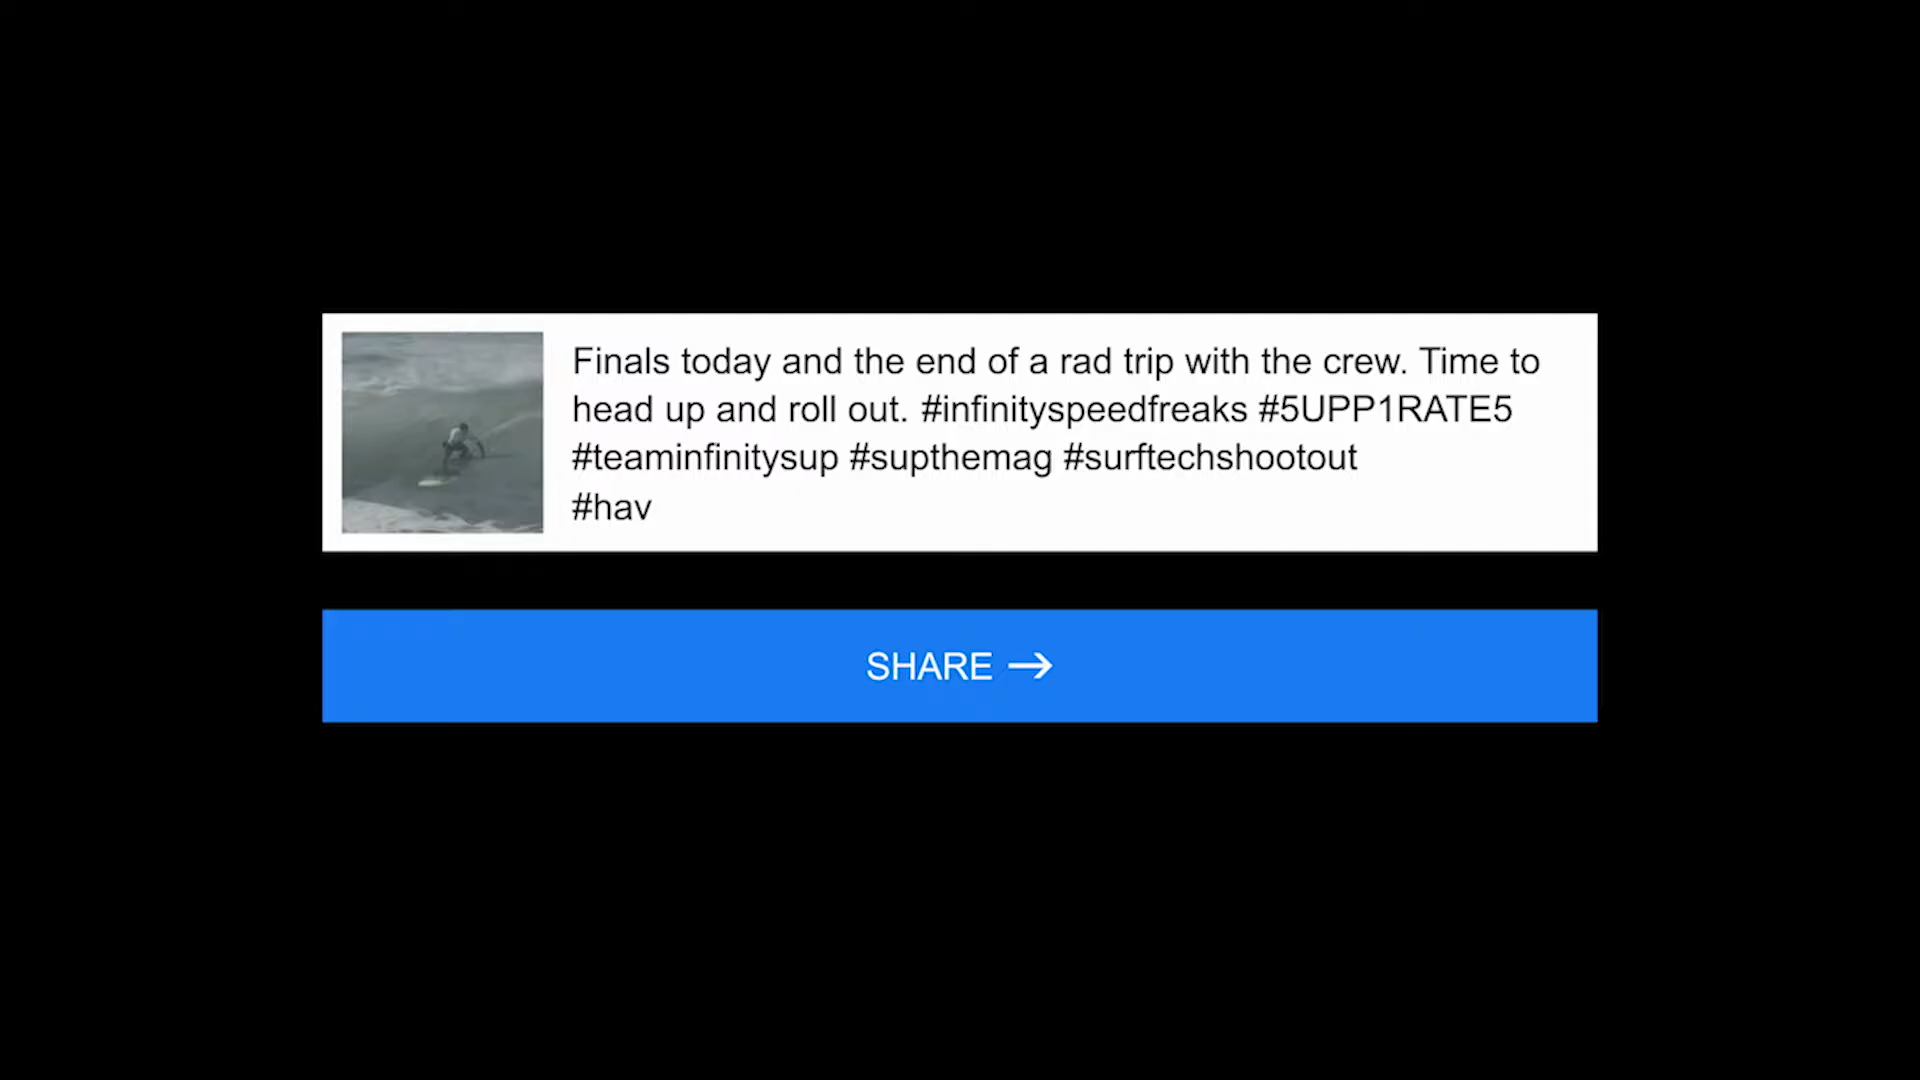 Finals today and the end of a rad trip with the crew. Time to
head up and roll out. #infinityspeedfreaks #5UPP1RATE5
#teaminfinitysup #supthemag #surftechshootout
#hav
SHARE →